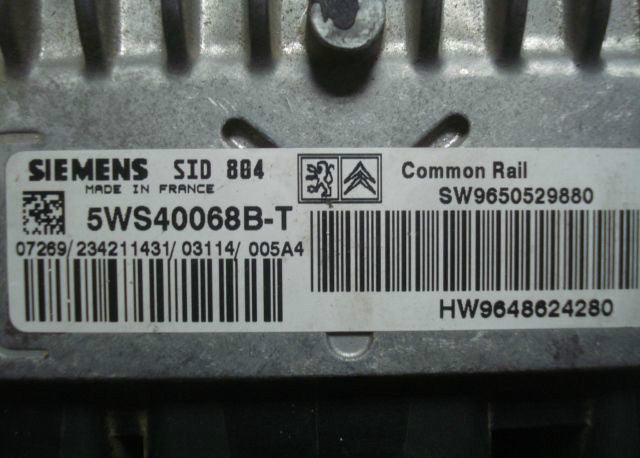 SIEMENS SID 804
MADE IN FRANCE
5WS40068B-T
07269/234211431/03114/005A4
Common Rail
SW9650529880
HW9648624280